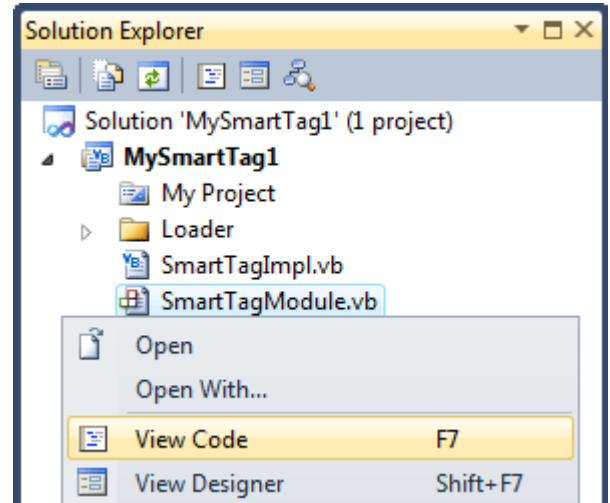 Solution Explorer
Solution 'MySmartTag1' (1 project)
MySmartTag1
My Project
Loader
SmartTagImpl.vb
SmartTagModule.vb
Open
Open With...
View Code F7
View Designer Shift+F7